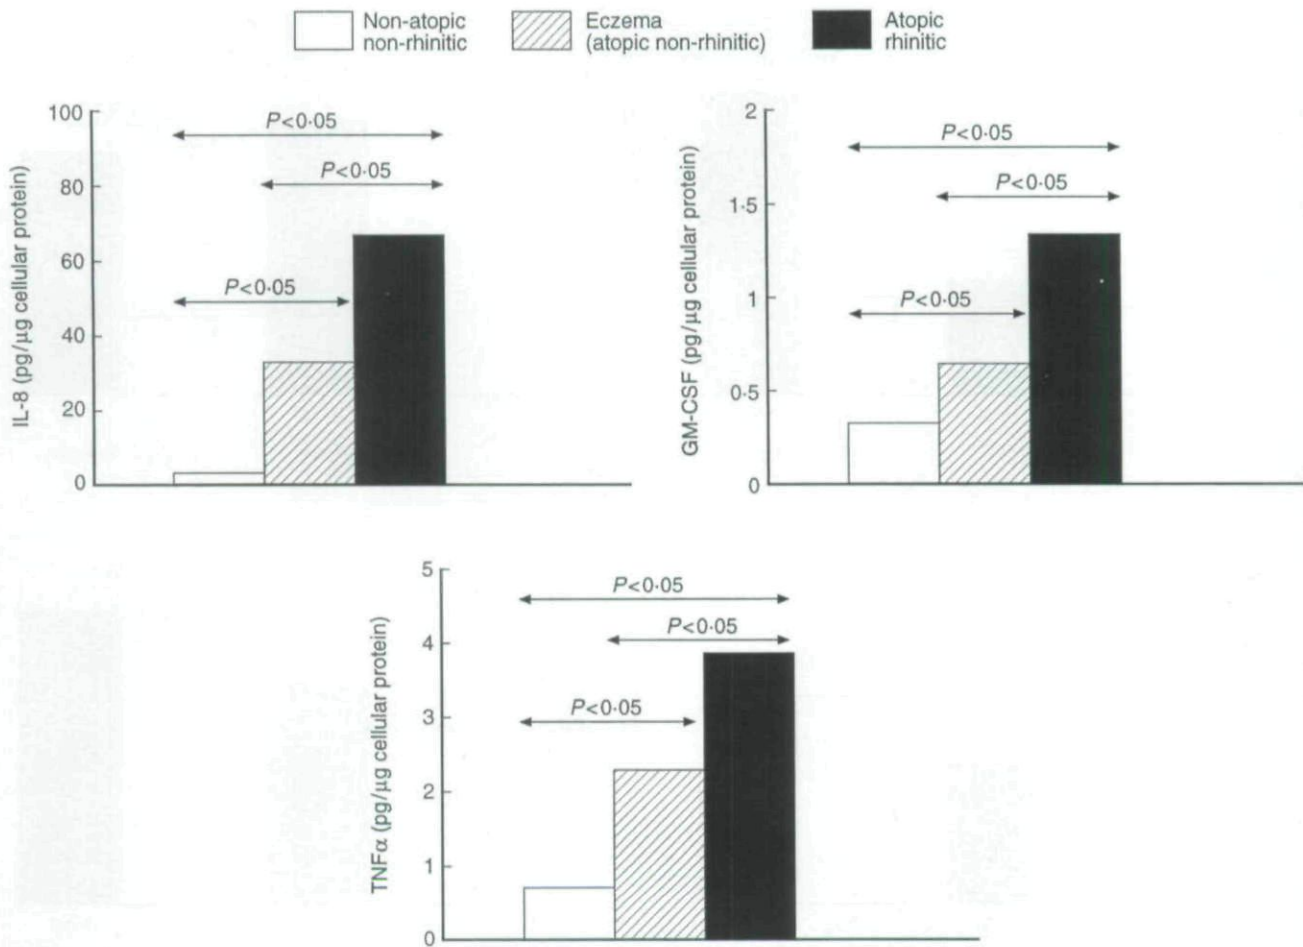 Non-atopic
non-rhinitic
Eczema
(atopic non-rhinitic)
Atopic
rhinitic
IL-8 (pg/μg cellular protein)
100
80
60
40
20
0
P<0·05
P<0·05
P<0·05
GM-CSF (pg/μg cellular protein)
2
1·5
1
0·5
0
P<0·05
P<0·05
P<0·05
TNFα (pg/μg cellular protein)
5
4
3
2
1
0
P<0·05
P<0·05
P<0·05